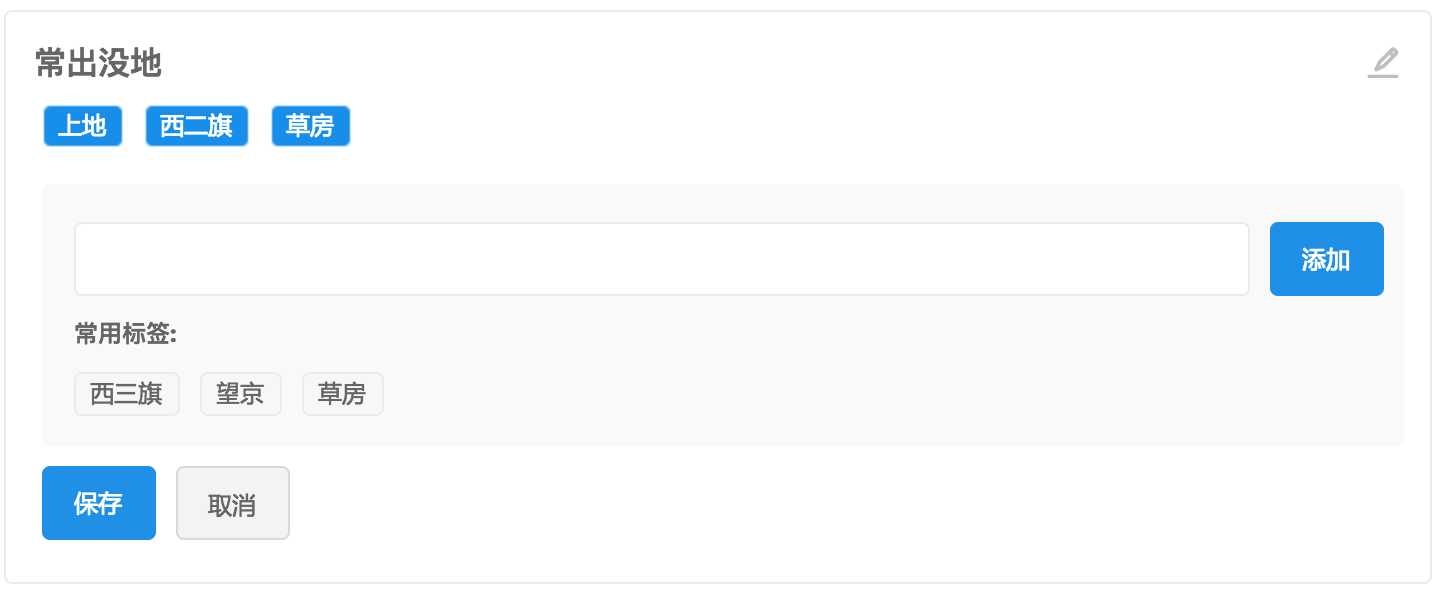 常出没地
上地 西二旗 草房
添加
常用标签:
西三旗 望京 草房
保存 取消